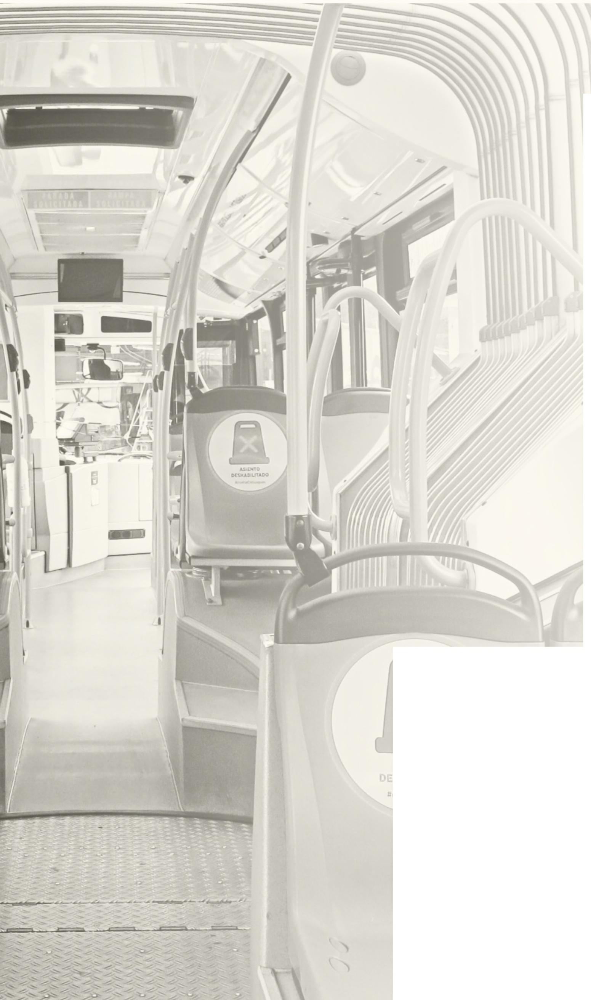 PARADA
SOLICITADA
RAMPA
SOLICITADA
ASIENTO
DESHABILITADO
DE
#